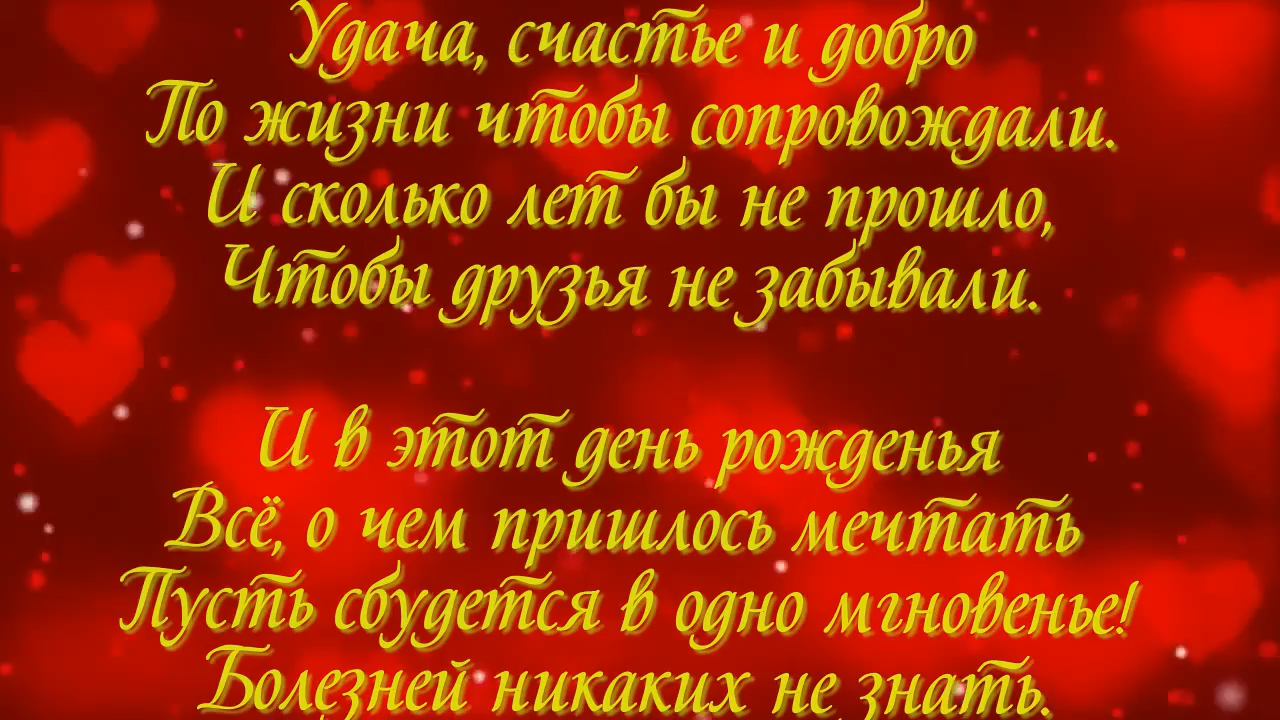 Удача, счастье и добро
По жизни чтобы сопровождали.
И сколько лет бы не прошло,
Чтобы друзья не забывали.
И в этот день рожденья
Всё, о чем пришлось мечтать
Пусть сбудется в одно мгновенье!
Болезней никаких не знать.